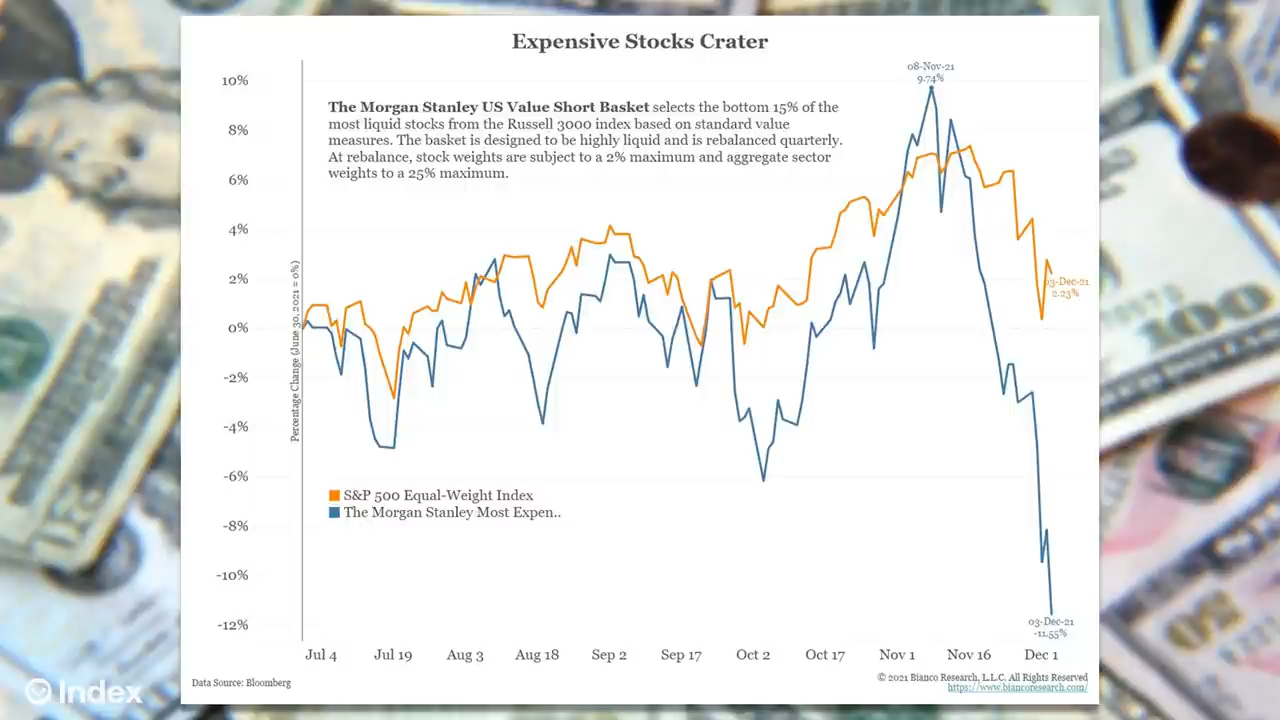 Expensive Stocks Crater
08-Nov-21
9.74%
10%
8%
6%
4%
2%
0%
-2%
-4%
-6%
-8%
-10%
-12%
Percentage Change (June 30, 2021 = 0%)
The Morgan Stanley US Value Short Basket selects the bottom 15% of the
most liquid stocks from the Russell 3000 index based on standard value
measures. The basket is designed to be highly liquid and is rebalanced quarterly.
At rebalance, stock weights are subject to a 2% maximum and aggregate sector
weights to a 25% maximum.
03-Dec-21
2.23%
S&P 500 Equal-Weight Index
The Morgan Stanley Most Expen..
03-Dec-21
-11.55%
Jul 4 Jul 19 Aug 3 Aug 18 Sep 2 Sep 17 Oct 2 Oct 17 Nov 1 Nov 16 Dec 1
Data Source: Bloomberg
© 2021 Bianco Research, L.L.C. All Rights Reserved
https://www.biancoresearch.com/
Index
100